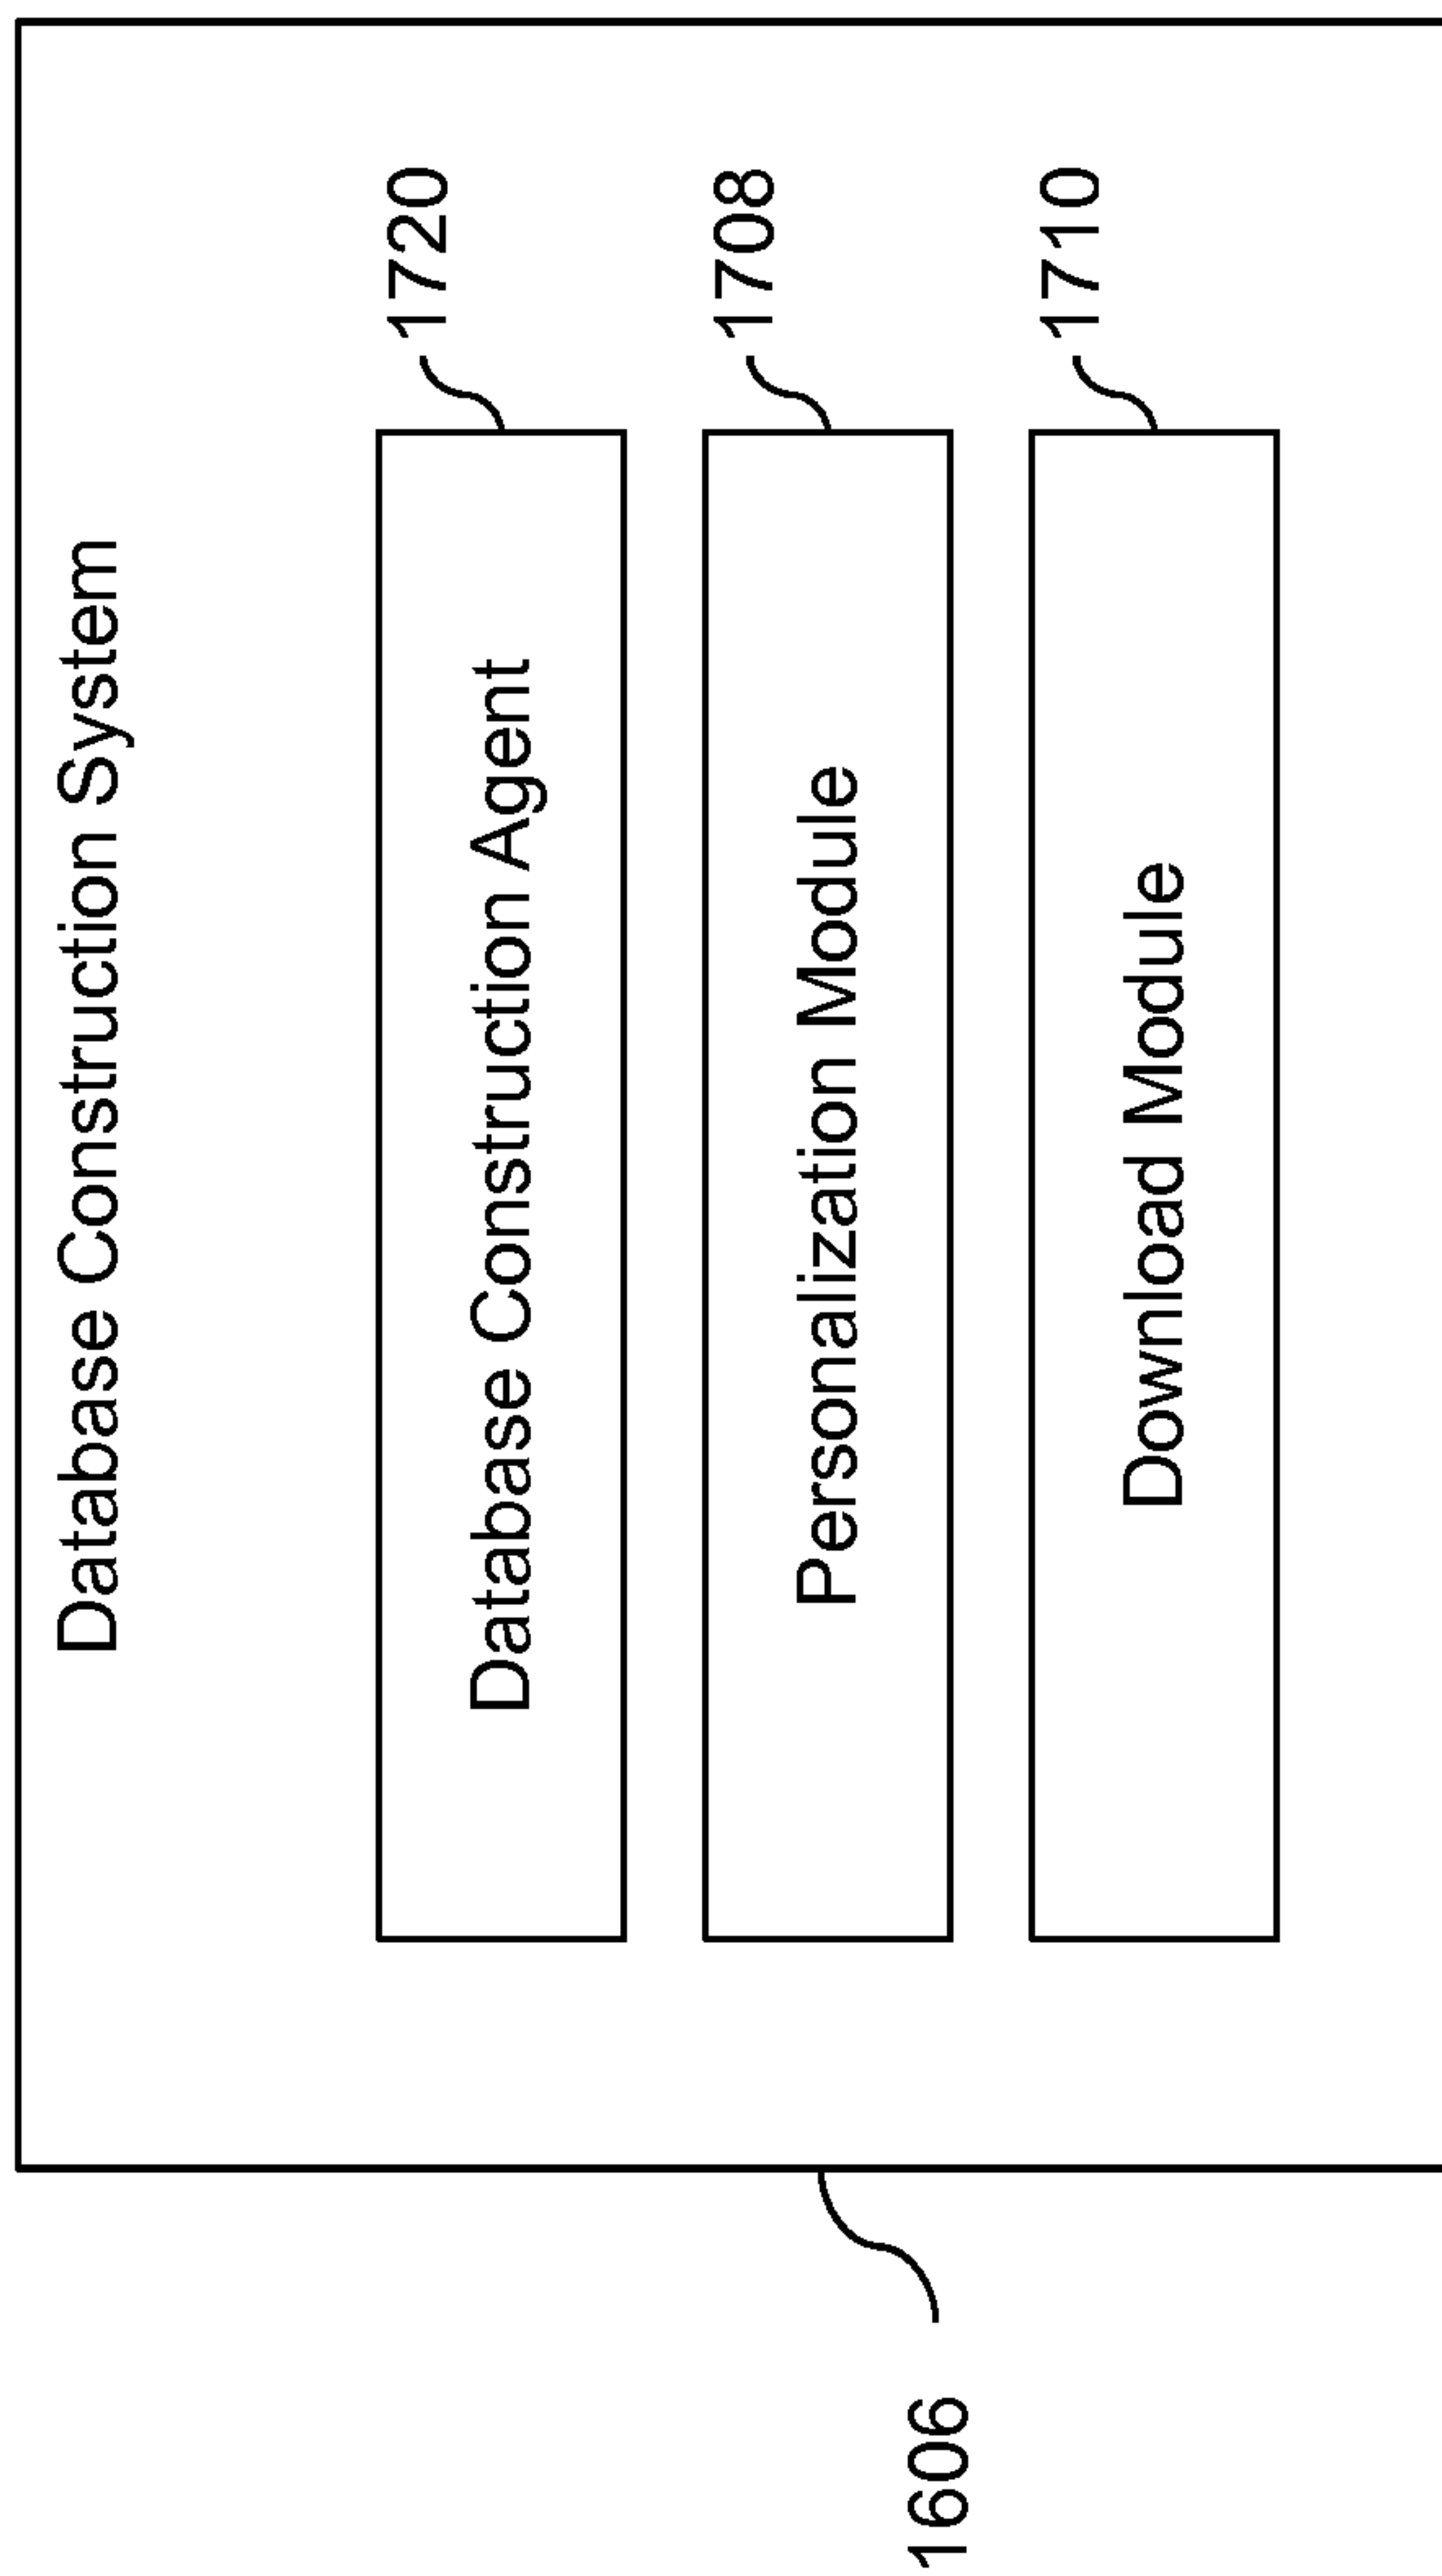 Database Construction System
1720
Database Construction Agent
1708
Personalization Module
1710
Download Module
1606